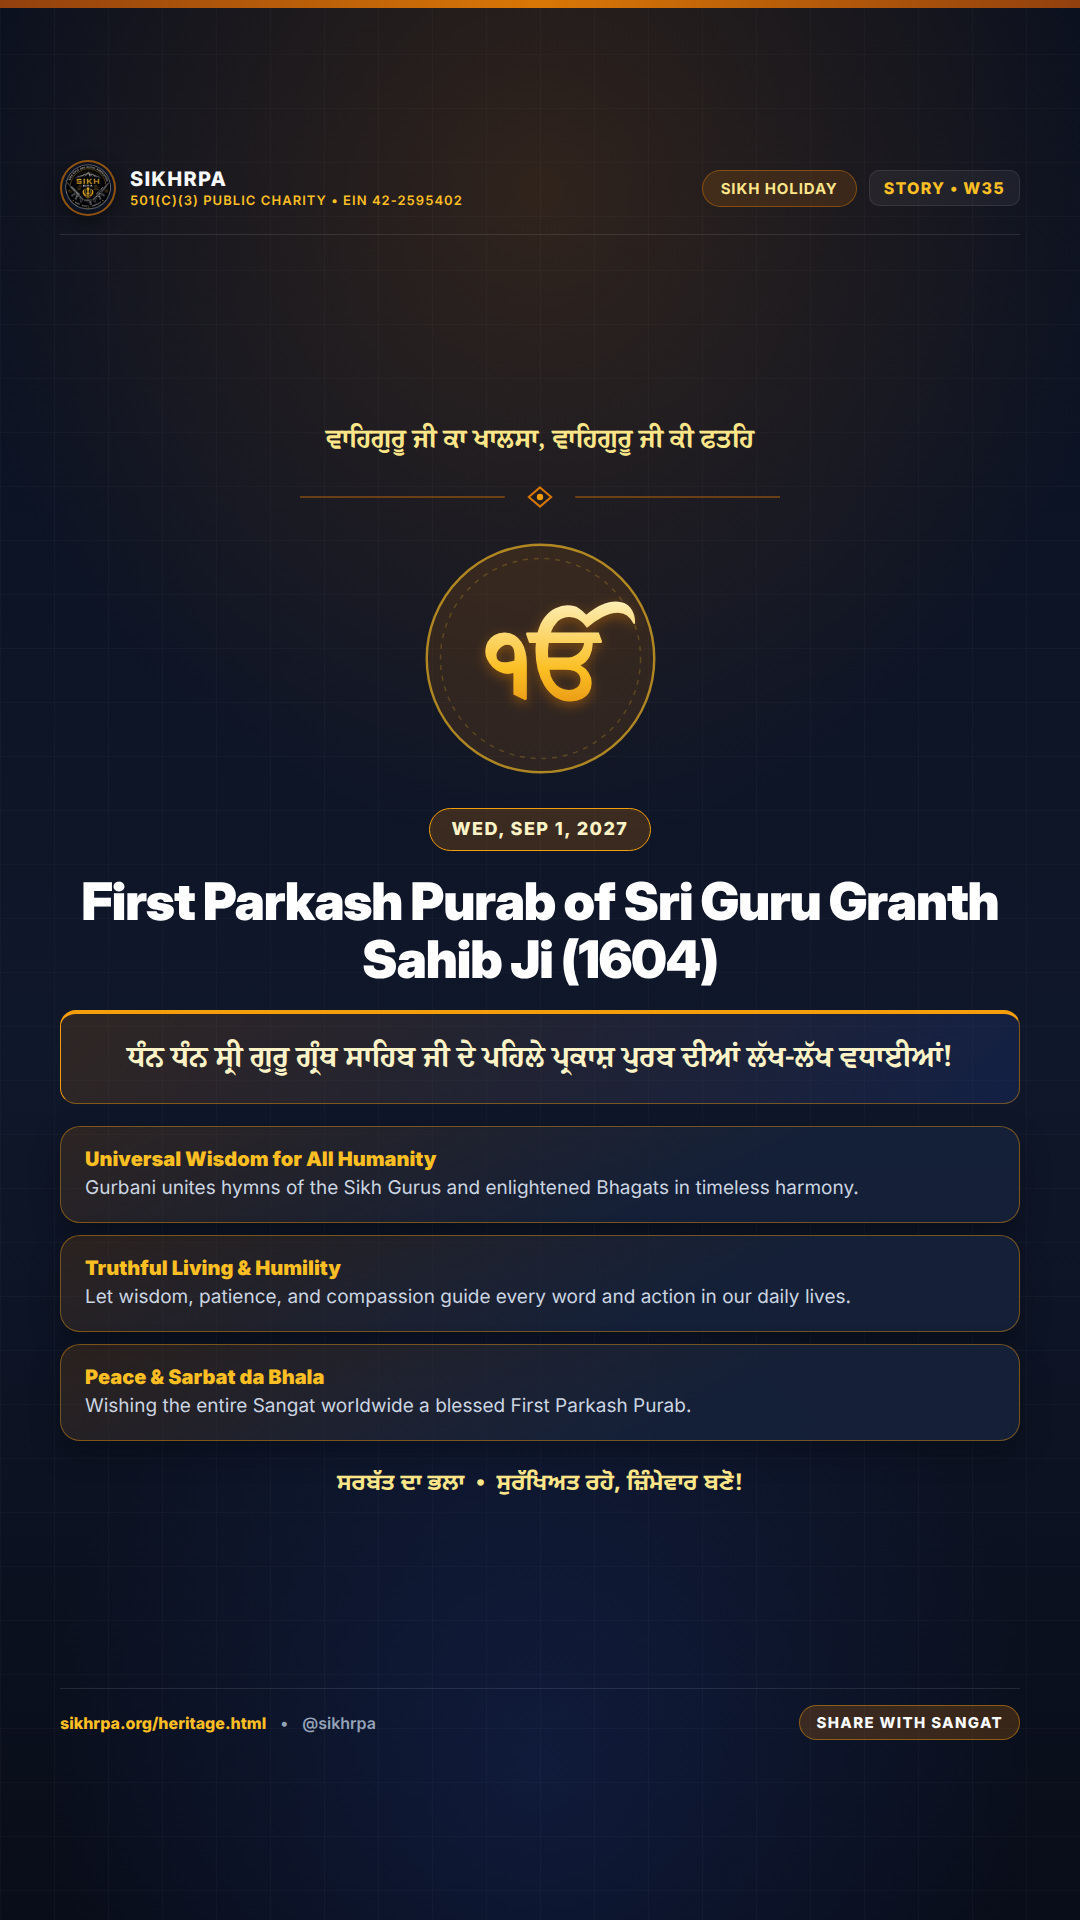 SIKHRPA
501(C)(3) PUBLIC CHARITY • EIN 42-2595402
SIKH HOLIDAY
STORY • W35
ਵਾਹਿਗੁਰੂ ਜੀ ਕਾ ਖਾਲਸਾ, ਵਾਹਿਗੁਰੂ ਜੀ ਕੀ ਫਤਹਿ
ੴ
WED, SEP 1, 2027
First Parkash Purab of Sri Guru Granth
Sahib Ji (1604)
ਧੰਨ ਧੰਨ ਸ੍ਰੀ ਗੁਰੂ ਗ੍ਰੰਥ ਸਾਹਿਬ ਜੀ ਦੇ ਪਹਿਲੇ ਪ੍ਰਕਾਸ਼ ਪੁਰਬ ਦੀਆਂ ਲੱਖ-ਲੱਖ ਵਧਾਈਆਂ!
Universal Wisdom for All Humanity
Gurbani unites hymns of the Sikh Gurus and enlightened Bhagats in timeless harmony.
Truthful Living & Humility
Let wisdom, patience, and compassion guide every word and action in our daily lives.
Peace & Sarbat da Bhala
Wishing the entire Sangat worldwide a blessed First Parkash Purab.
ਸਰਬੱਤ ਦਾ ਭਲਾ • ਸੁਰੱਖਿਅਤ ਰਹੋ, ਜ਼ਿੰਮੇਵਾਰ ਬਣੋ!
sikhrpa.org/heritage.html • @sikhrpa
SHARE WITH SANGAT